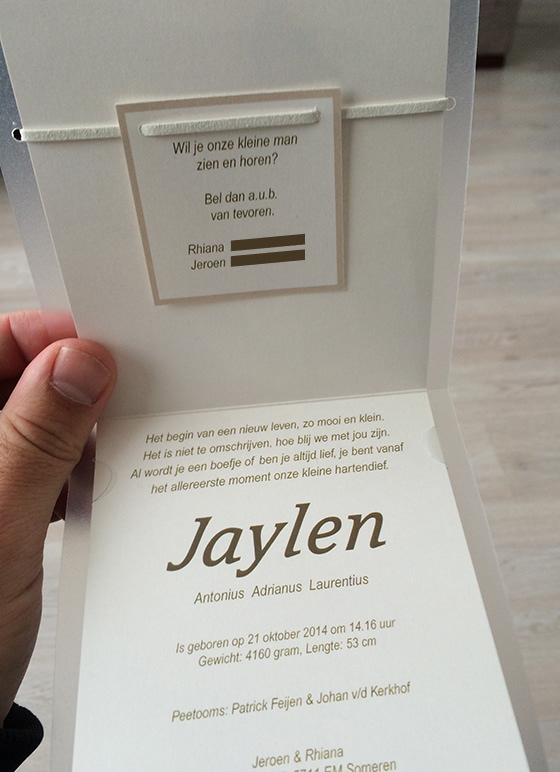 Wil je onze kleine man
zien en horen?
Bel dan a.u.b.
van tevoren.
Rhiana
Jeroen
Het begin van een nieuw leven, zo mooi en klein.
Het is niet te omschrijven, hoe blij we met jou zijn.
Al wordt je een boefje of ben je altijd lief, je bent vanaf
het allereerste moment onze kleine hartendief.
Jaylen
Antonius Adrianus Laurentius
Is geboren op 21 oktober 2014 om 14.16 uur
Gewicht: 4160 gram, Lengte: 53 cm
Peetooms: Patrick Feijen & Johan v/d Kerkhof
Jeroen & Rhiana
5711 EM Someren